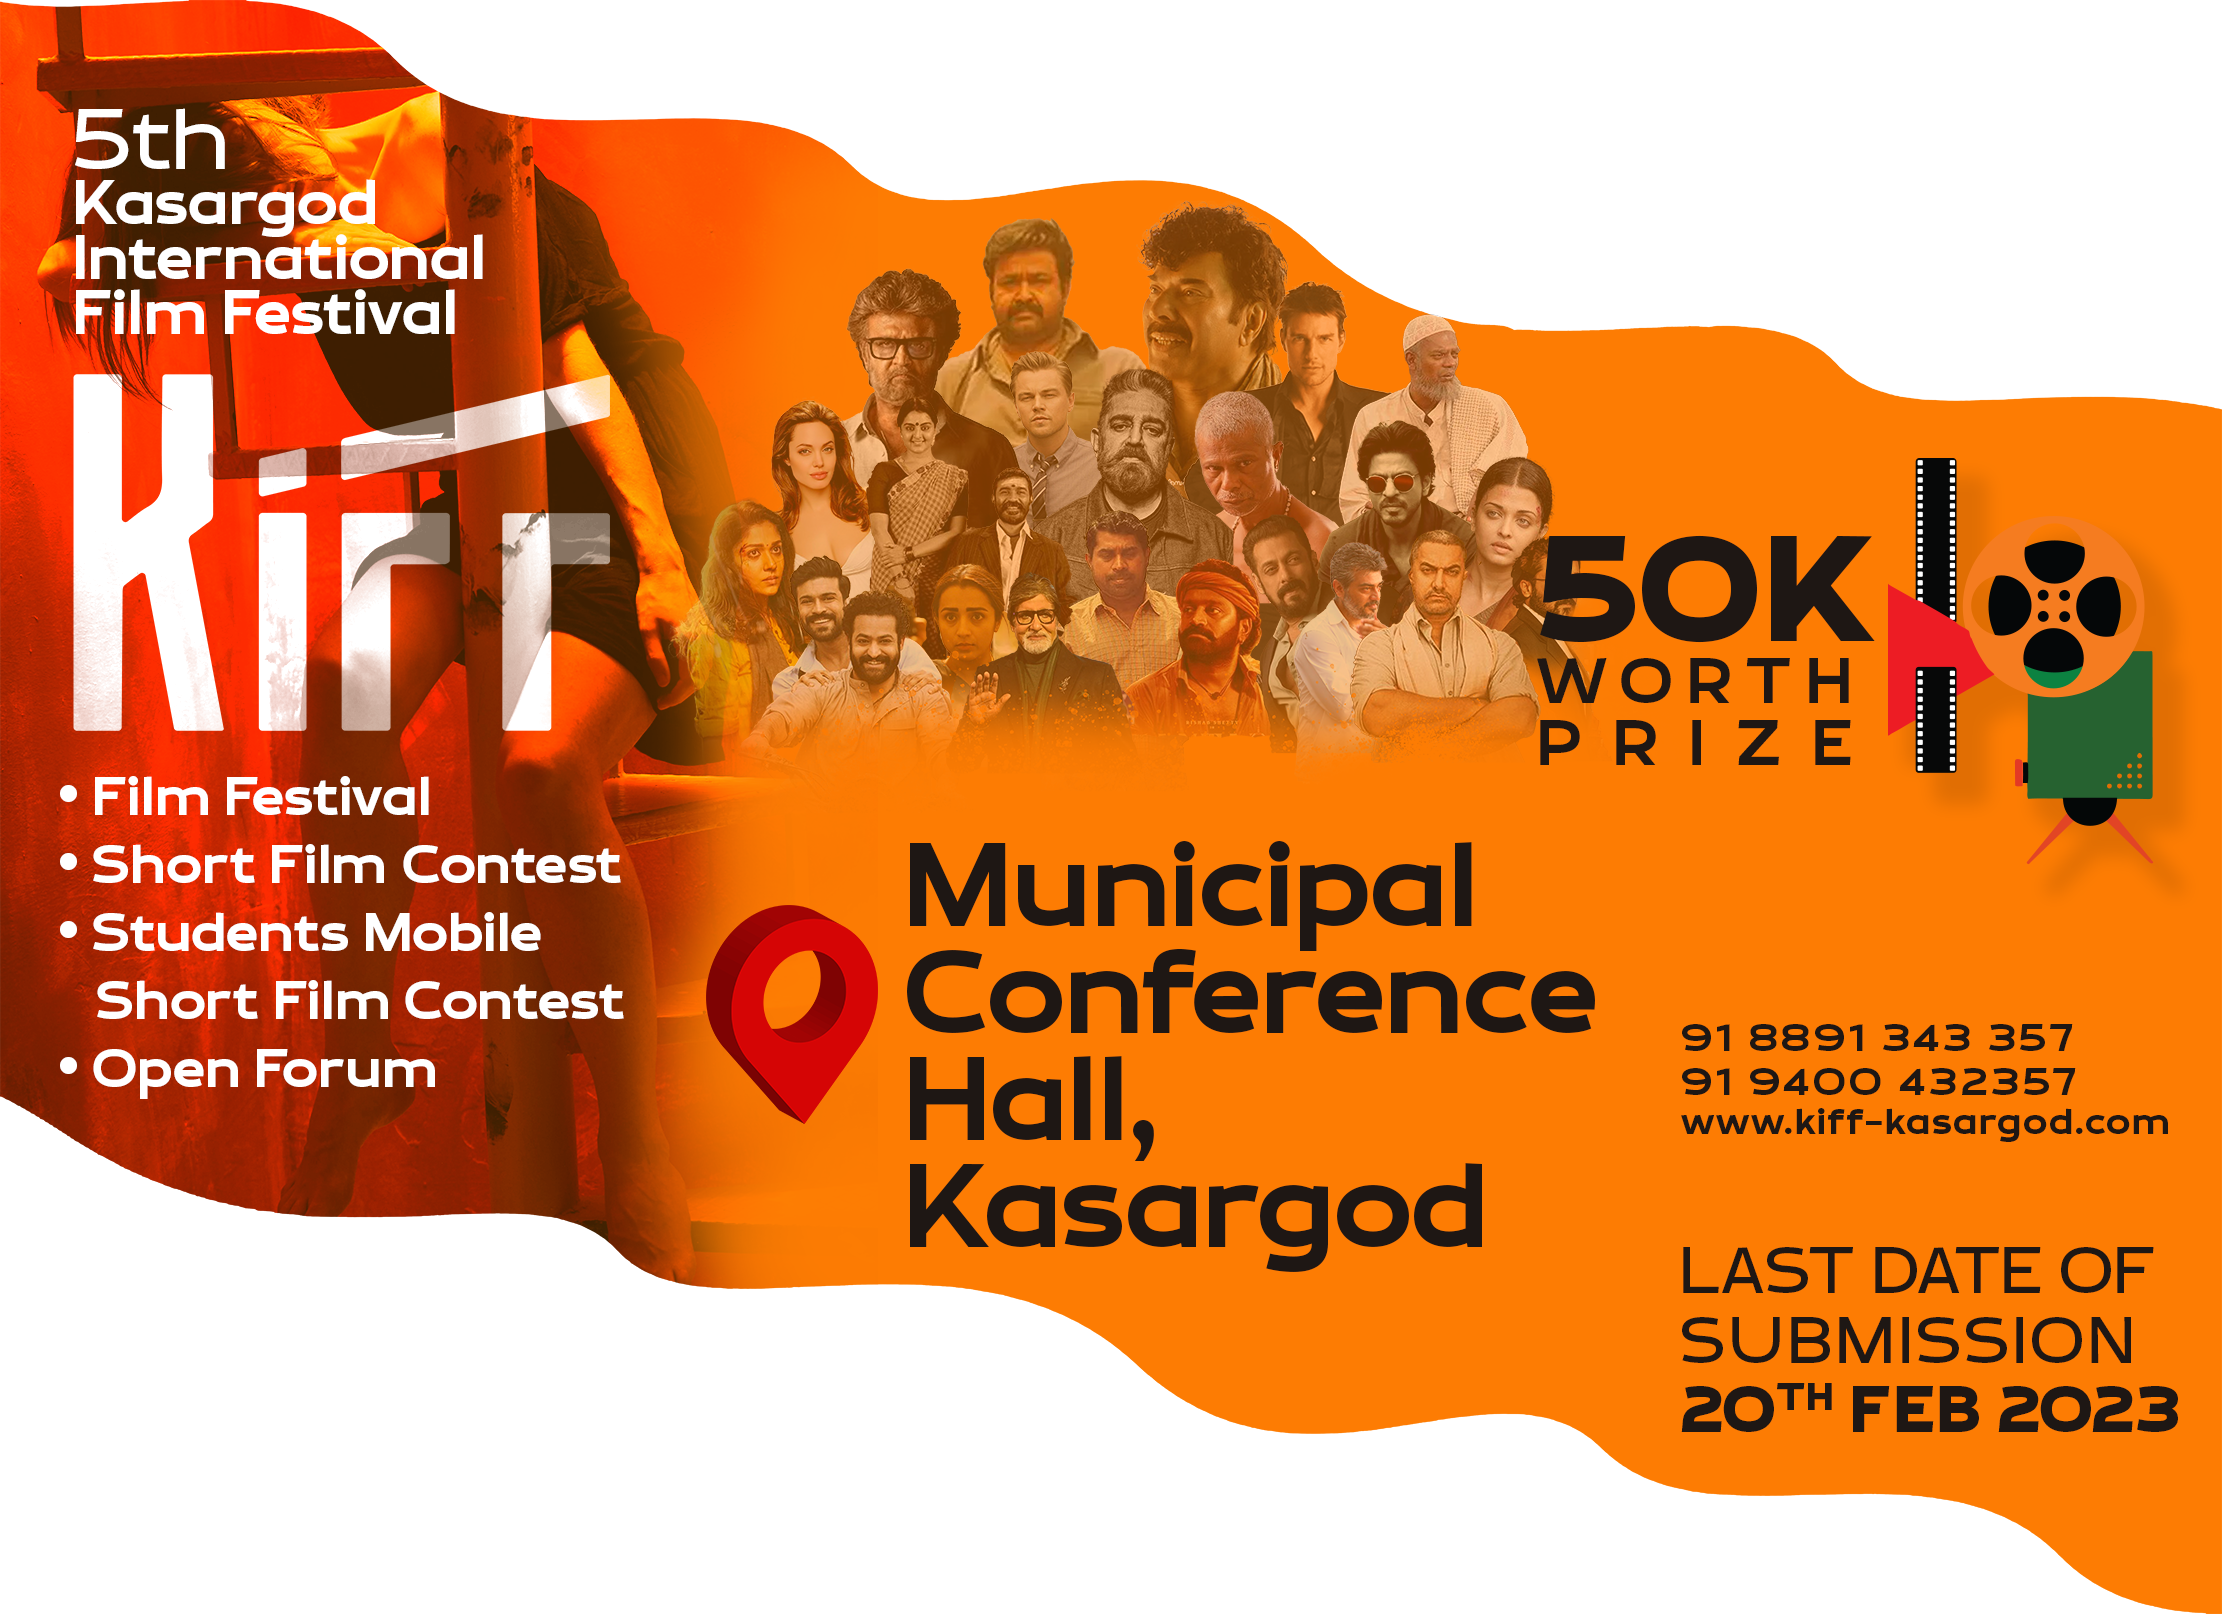 5th
Kasargod
International
Film Festival
Kiff
• Film Festival
• Short Film Contest
• Students Mobile
Short Film Contest
• Open Forum
50K
WORTH
PRIZE
Municipal
Conference
Hall,
Kasargod
91 8891 343 357
91 9400 432357
www.kiff-kasargod.com
LAST DATE OF
SUBMISSION
20TH FEB 2023